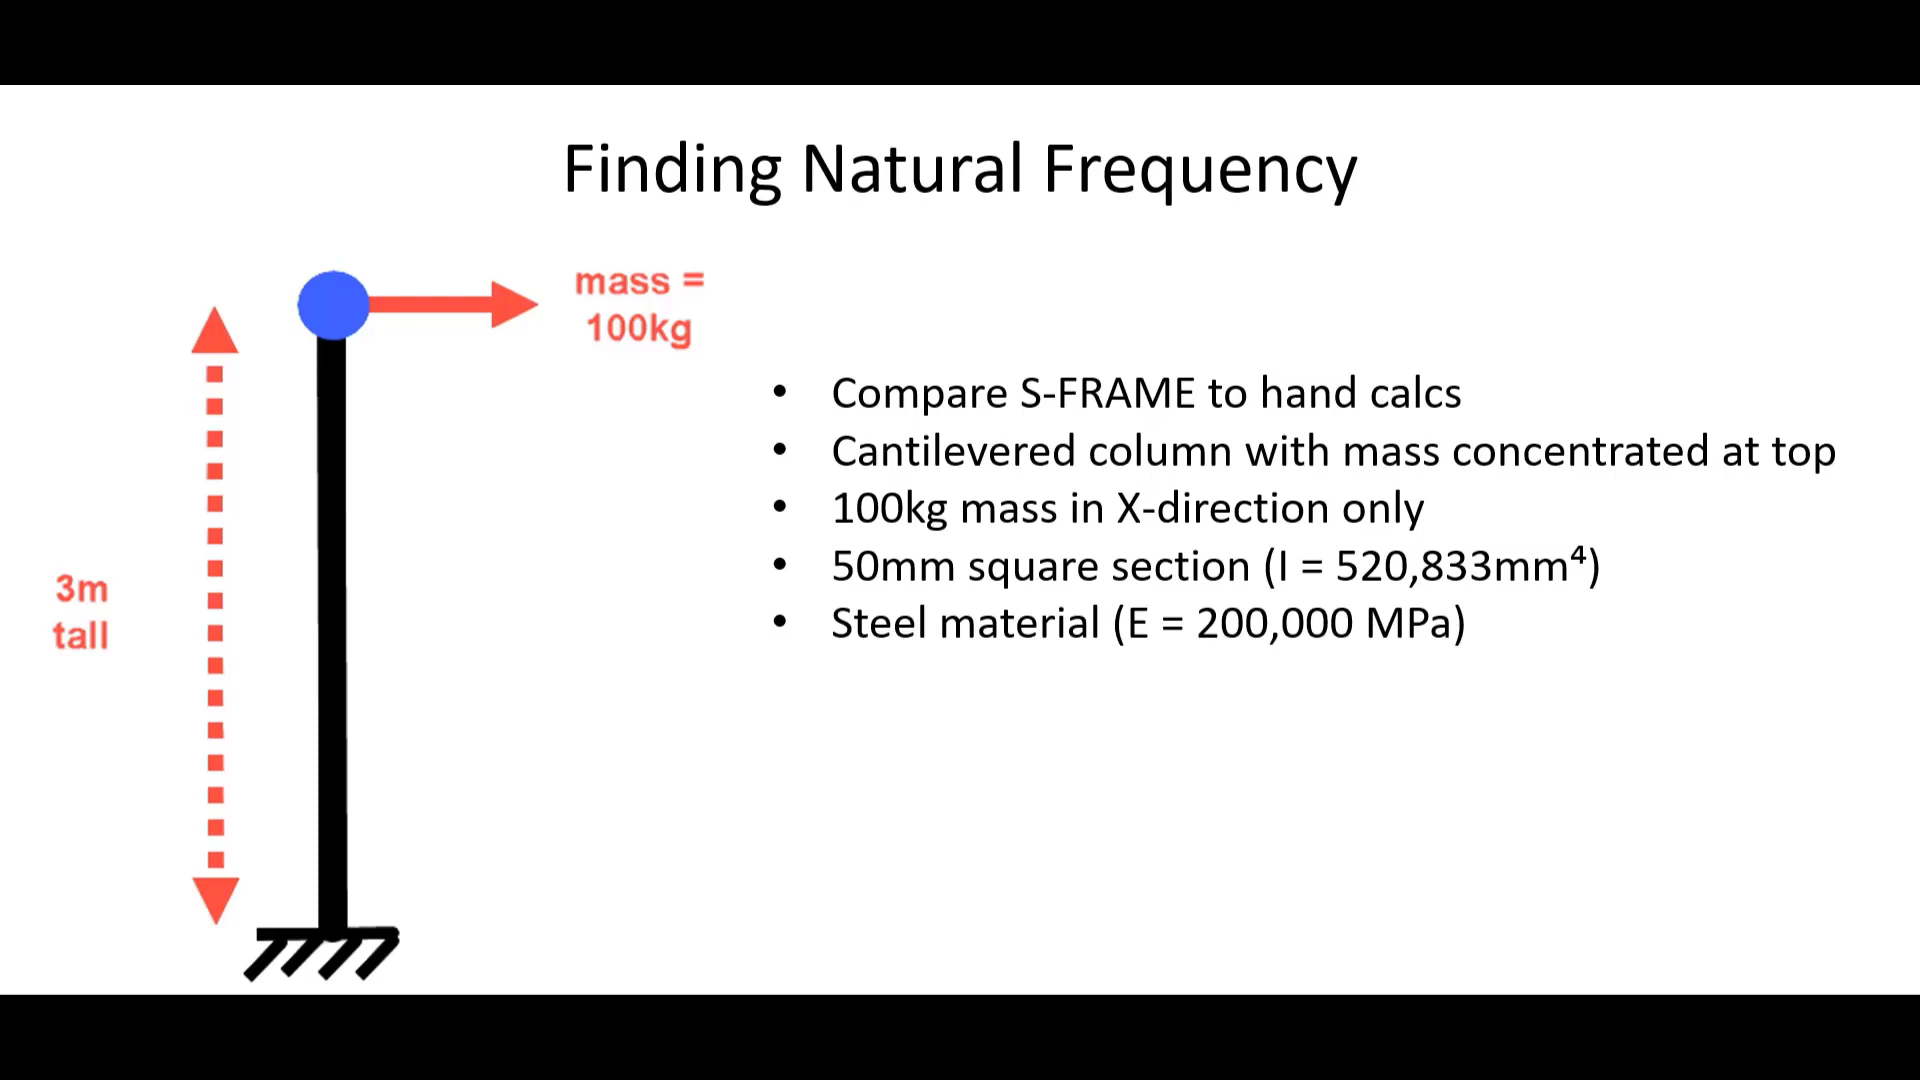 Finding Natural Frequency
mass =
100kg
3m
tall
• Compare S-FRAME to hand calcs
• Cantilevered column with mass concentrated at top
• 100kg mass in X-direction only
• 50mm square section (I = 520,833mm⁴)
• Steel material (E = 200,000 MPa)